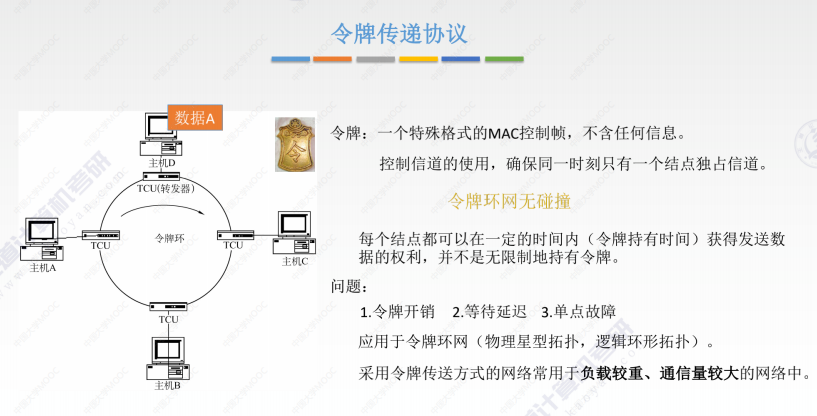 令牌传递协议
数据A
主机D
TCU(转发器)
令牌环
TCU
TCU
主机A
主机C
TCU
主机B
令
令牌：一个特殊格式的MAC控制帧，不含任何信息。
控制信道的使用，确保同一时刻只有一个结点独占信道。
令牌环网无碰撞
每个结点都可以在一定的时间内（令牌持有时间）获得发送数
据的权利，并不是无限制地持有令牌。
问题：
1.令牌开销 2.等待延迟 3.单点故障
应用于令牌环网（物理星型拓扑，逻辑环形拓扑）。
采用令牌传送方式的网络常用于负载较重、通信量较大的网络中。